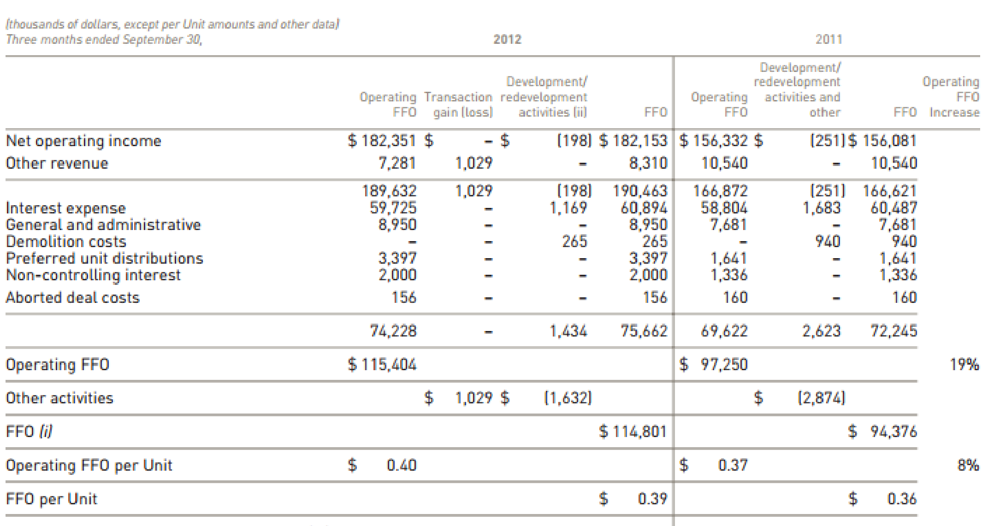 (thousands of dollars, except per Unit amounts and other data)
Three months ended September 30, 2012 2011
Development/
Development/ redevelopment Operating
Operating Transaction redevelopment Operating activities and FFO
FFO gain (loss) activities (ii) FFO FFO other FFO Increase
Net operating income $ 182,351 $ – $ (198) $ 182,153 $ 156,332 $ (251) $ 156,081
Other revenue 7,281 1,029 – 8,310 10,540 – 10,540
189,632 1,029 (198) 190,463 166,872 (251) 166,621
Interest expense 59,725 – 1,169 60,894 58,804 1,683 60,487
General and administrative 8,950 – – 8,950 7,681 – 7,681
Demolition costs – – 265 265 – 940 940
Preferred unit distributions 3,397 – – 3,397 1,641 – 1,641
Non-controlling interest 2,000 – – 2,000 1,336 – 1,336
Aborted deal costs 156 – – 156 160 – 160
74,228 – 1,434 75,662 69,622 2,623 72,245
Operating FFO $ 115,404 $ 97,250 19%
Other activities $ 1,029 $ (1,632) $ (2,874)
FFO (i) $ 114,801 $ 94,376
Operating FFO per Unit $ 0.40 $ 0.37 8%
FFO per Unit $ 0.39 $ 0.36